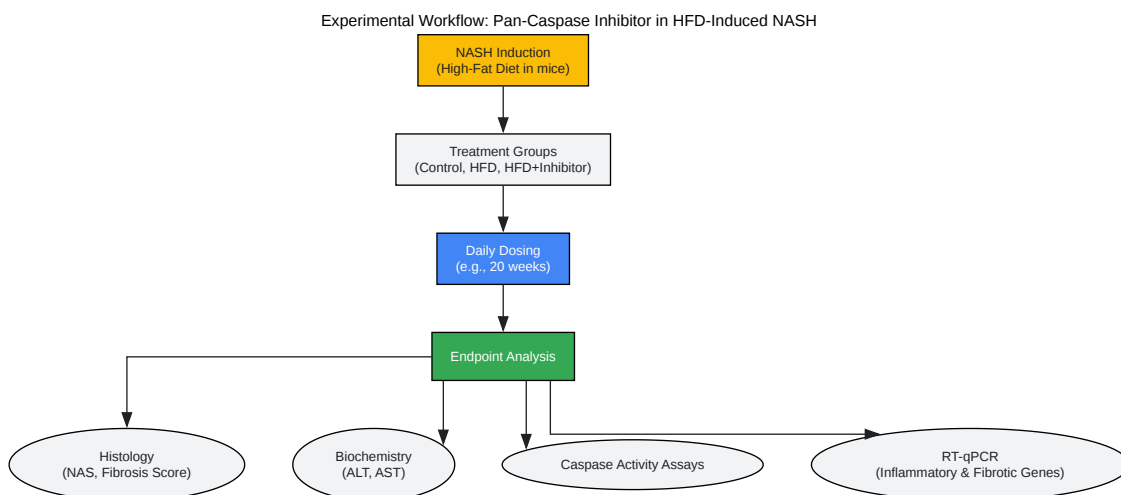 Experimental Workflow: Pan-Caspase Inhibitor in HFD-Induced NASH
NASH Induction
(High-Fat Diet in mice)
Treatment Groups
(Control, HFD, HFD+Inhibitor)
Daily Dosing
(e.g., 20 weeks)
Endpoint Analysis
Histology
(NAS, Fibrosis Score)
Biochemistry
(ALT, AST)
Caspase Activity Assays
RT-qPCR
(Inflammatory & Fibrotic Genes)